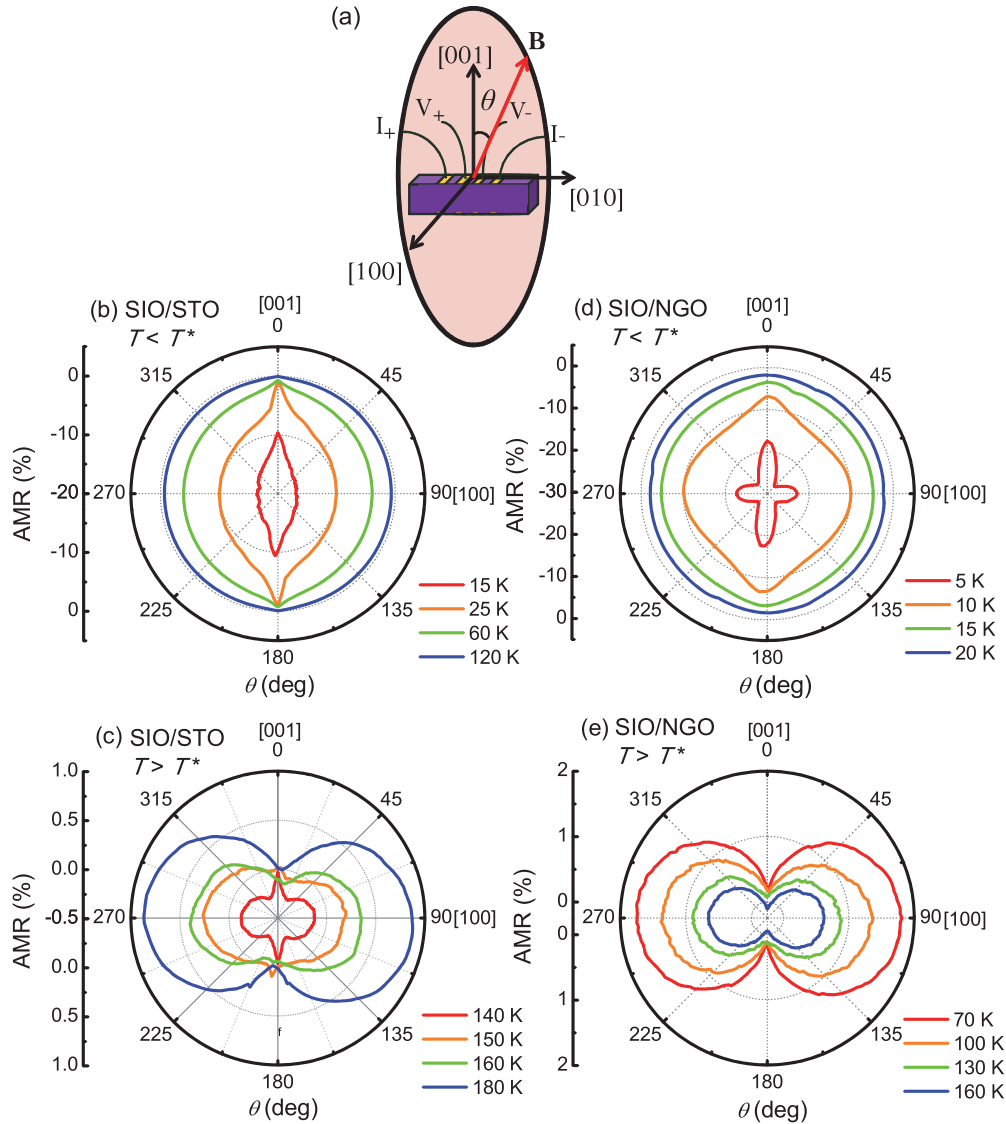 (a)
B
[001]
θ
V+ V-
I+ I-
[010]
[100]
(b) SIO/STO
T < T*
[001]
0
45
90[100]
135
180
225
270
315
AMR (%)
0
-10
-20
-10
0
θ (deg)
15 K
25 K
60 K
120 K
(d) SIO/NGO
T < T*
[001]
0
45
90[100]
135
180
225
270
315
AMR (%)
0
-10
-20
-30
-20
-10
0
θ (deg)
5 K
10 K
15 K
20 K
(c) SIO/STO
T > T*
[001]
0
45
90[100]
135
180
225
270
315
AMR (%)
1.0
0.5
0.0
-0.5
0.0
0.5
1.0
f
θ (deg)
140 K
150 K
160 K
180 K
(e) SIO/NGO
T > T*
[001]
0
45
90[100]
135
180
225
270
315
AMR (%)
2
1
0
0
1
2
θ (deg)
70 K
100 K
130 K
160 K